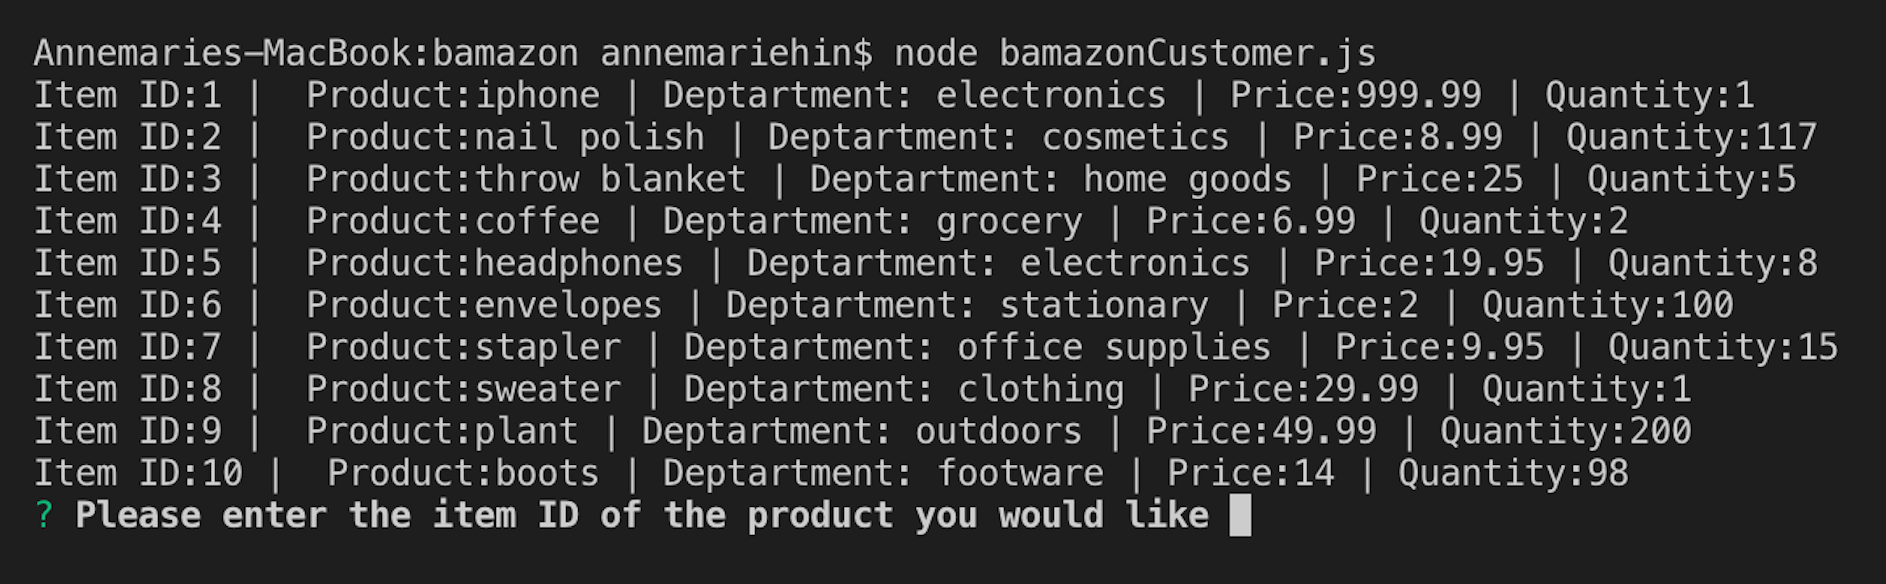 Annemaries-MacBook:bamazon annemariehin$ node bamazonCustomer.js
Item ID:1 |  Product:iphone | Deptartment: electronics | Price:999.99 | Quantity:1
Item ID:2 |  Product:nail polish | Deptartment: cosmetics | Price:8.99 | Quantity:117
Item ID:3 |  Product:throw blanket | Deptartment: home goods | Price:25 | Quantity:5
Item ID:4 |  Product:coffee | Deptartment: grocery | Price:6.99 | Quantity:2
Item ID:5 |  Product:headphones | Deptartment: electronics | Price:19.95 | Quantity:8
Item ID:6 |  Product:envelopes | Deptartment: stationary | Price:2 | Quantity:100
Item ID:7 |  Product:stapler | Deptartment: office supplies | Price:9.95 | Quantity:15
Item ID:8 |  Product:sweater | Deptartment: clothing | Price:29.99 | Quantity:1
Item ID:9 |  Product:plant | Deptartment: outdoors | Price:49.99 | Quantity:200
Item ID:10 |  Product:boots | Deptartment: footware | Price:14 | Quantity:98
? Please enter the item ID of the product you would like